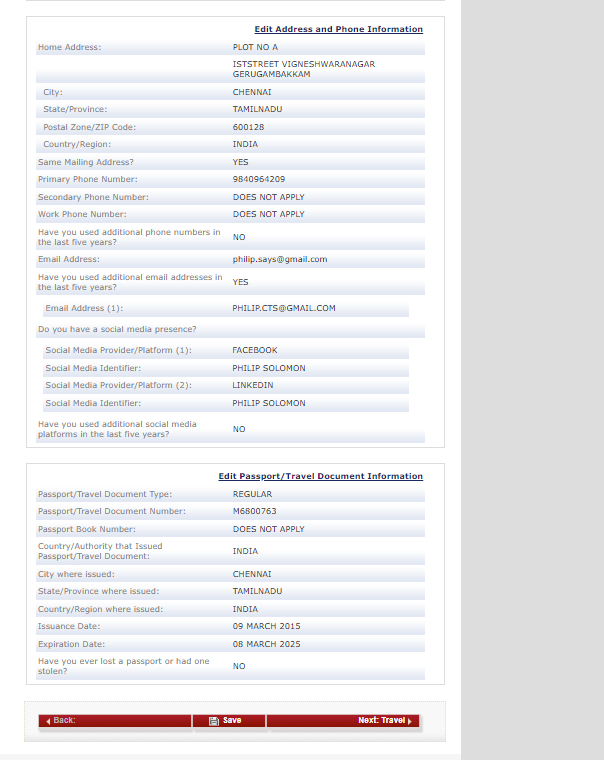 Edit Address and Phone Information
Home Address: PLOT NO A
ISTSTREET VIGNESHWARANAGAR
GERUGAMBAKKAM
City: CHENNAI
State/Province: TAMILNADU
Postal Zone/ZIP Code: 600128
Country/Region: INDIA
Same Mailing Address? YES
Primary Phone Number: 9840964209
Secondary Phone Number: DOES NOT APPLY
Work Phone Number: DOES NOT APPLY
Have you used additional phone numbers in
the last five years? NO
Email Address: philip.says@gmail.com
Have you used additional email addresses in
the last five years? YES
Email Address (1): PHILIP.CTS@GMAIL.COM
Do you have a social media presence?
Social Media Provider/Platform (1): FACEBOOK
Social Media Identifier: PHILIP SOLOMON
Social Media Provider/Platform (2): LINKEDIN
Social Media Identifier: PHILIP SOLOMON
Have you used additional social media
platforms in the last five years? NO
Edit Passport/Travel Document Information
Passport/Travel Document Type: REGULAR
Passport/Travel Document Number: M6800763
Passport Book Number: DOES NOT APPLY
Country/Authority that Issued
Passport/Travel Document: INDIA
City where issued: CHENNAI
State/Province where issued: TAMILNADU
Country/Region where issued: INDIA
Issuance Date: 09 MARCH 2015
Expiration Date: 08 MARCH 2025
Have you ever lost a passport or had one
stolen? NO
Back: Save Next: Travel